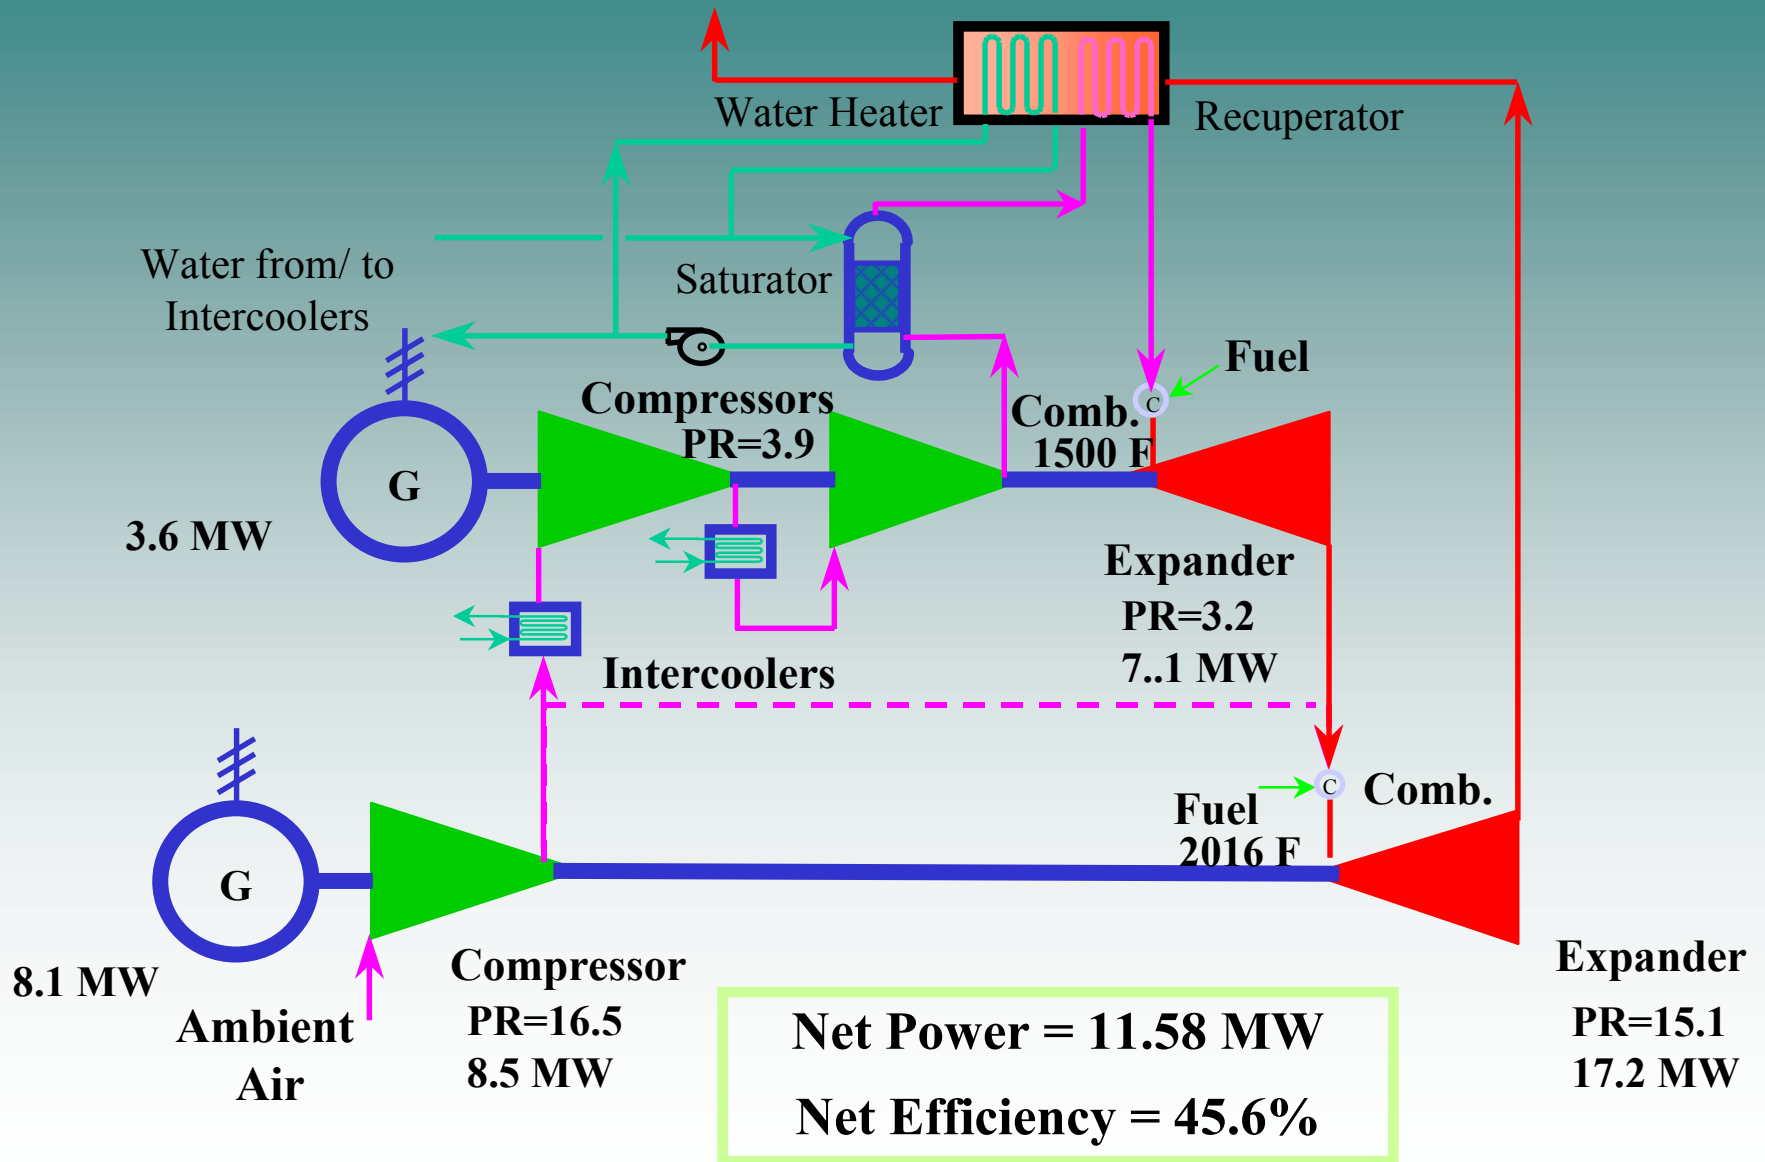 Water Heater
Recuperator
Water from/ to
Intercoolers
Saturator
Fuel
Compressors
PR=3.9
Comb.
1500 F
C
G
3.6 MW
Expander
PR=3.2
7..1 MW
Intercoolers
C
Comb.
Fuel
2016 F
G
8.1 MW
Ambient
Air
Compressor
PR=16.5
8.5 MW
Expander
PR=15.1
17.2 MW
Net Power = 11.58 MW
Net Efficiency = 45.6%